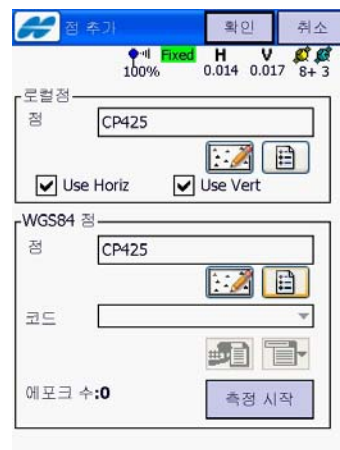 점 추가 확인 취소
Fixed H V
100% 0.014 0.017 8+ 3
로컬점
점 CP425
Use Horiz Use Vert
WGS84 점
점 CP425
코드
에포크 수:0 측정 시작